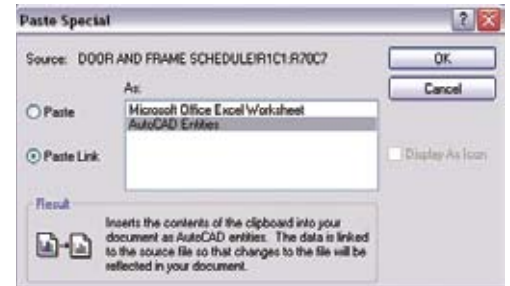 Paste Special
Source: DOOR AND FRAME SCHEDULE!R1C1:R70C7
OK
Cancel
As:
Paste
Microsoft Office Excel Worksheet
AutoCAD Entities
Paste Link
Display As Icon
Result
Inserts the contents of the clipboard into your
document as AutoCAD entities. The data is linked
to the source file so that changes to the file will be
reflected in your document.